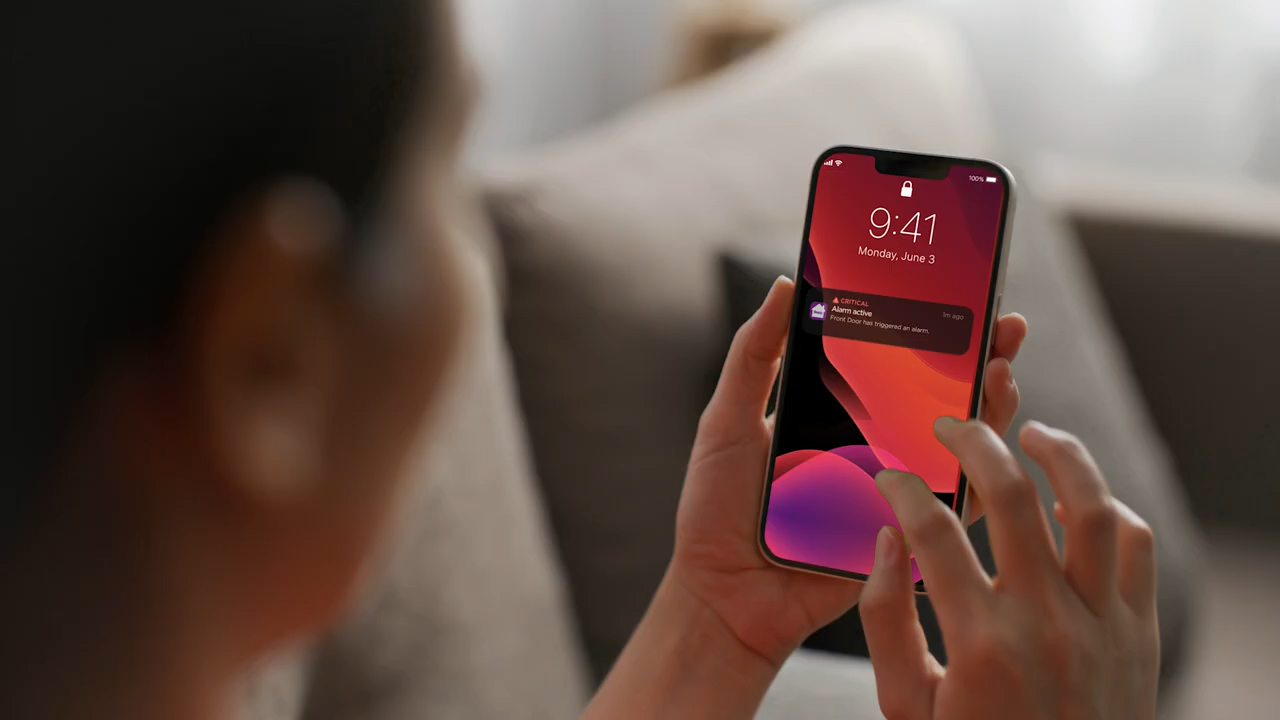 100%
9:41
Monday, June 3
CRITICAL
Alarm active
1m ago
Front Door has triggered an alarm.